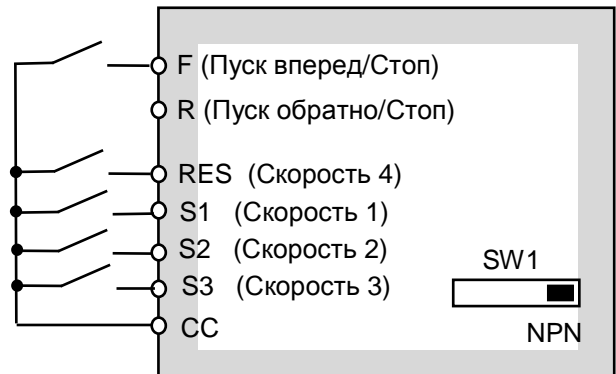 F (Пуск вперед/Стоп)
R (Пуск обратно/Стоп)
RES (Скорость 4)
S1 (Скорость 1)
S2 (Скорость 2)
S3 (Скорость 3)
SW1
CC
NPN